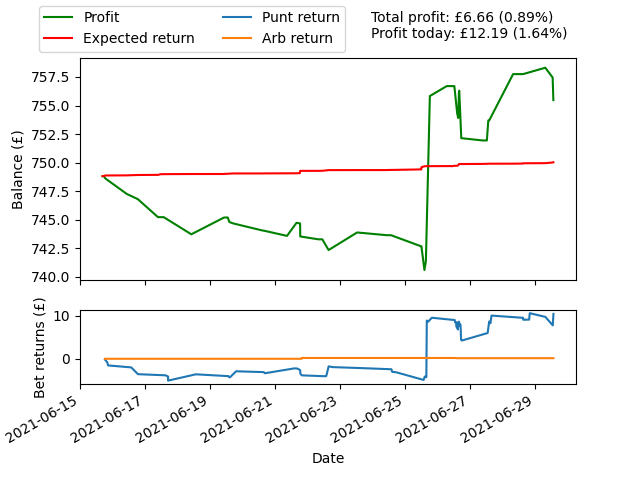 Profit
Expected return
Punt return
Arb return
Total profit: £6.66 (0.89%)
Profit today: £12.19 (1.64%)
Balance (£)
757.5
755.0
752.5
750.0
747.5
745.0
742.5
740.0
Bet returns (£)
10
0
2021-06-15
2021-06-17
2021-06-19
2021-06-21
2021-06-23
2021-06-25
2021-06-27
2021-06-29
Date